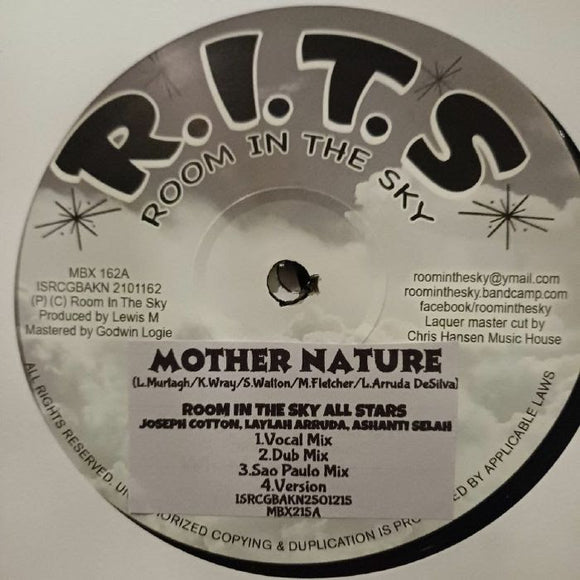 R.I.T.S
ROOM IN THE SKY
MBX 162A
ISRCGBAKN 2101162
(P) (C) Room In The Sky
Produced by Lewis M
Mastered by Godwin Logie
roominthesky@ymail.com
roominthesky.bandcamp.com
facebook/roominthesky
Laquer master cut by
Chris Hansen Music House
MOTHER NATURE
(L.Murtagh/K.Wray/S.Walton/M.Fletcher/L.Arruda DeSilva)
ROOM IN THE SKY ALL STARS
JOSEPH COTTON, LAYLAH ARRUDA, ASHANTI SELAH
1.Vocal Mix
2.Dub Mix
3.Sao Paulo Mix
4.Version
ISRCGBAKN2501215
MBX215A
ALL RIGHTS RESERVED. COPYING & DUPLICATION IS BY APPLICABLE LAWS